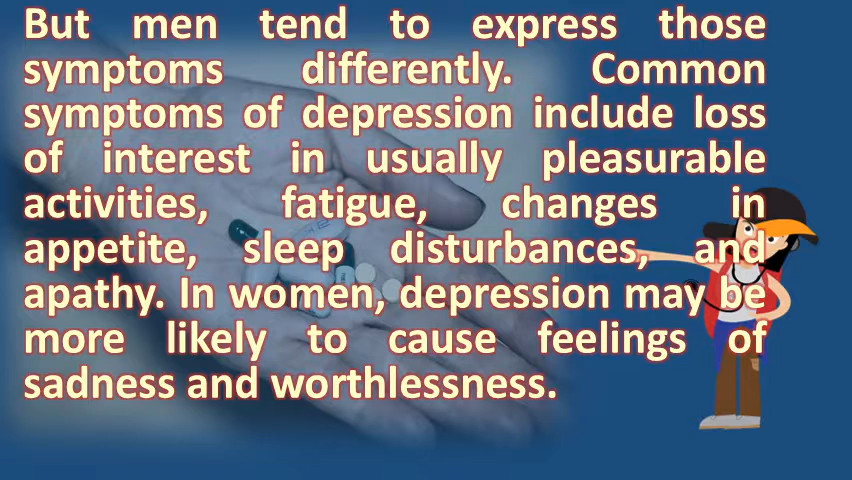 But men tend to express those
symptoms differently. Common
symptoms of depression include loss
of interest in usually pleasurable
activities, fatigue, changes in
appetite, sleep disturbances, and
apathy. In women, depression may be
more likely to cause feelings of
sadness and worthlessness.